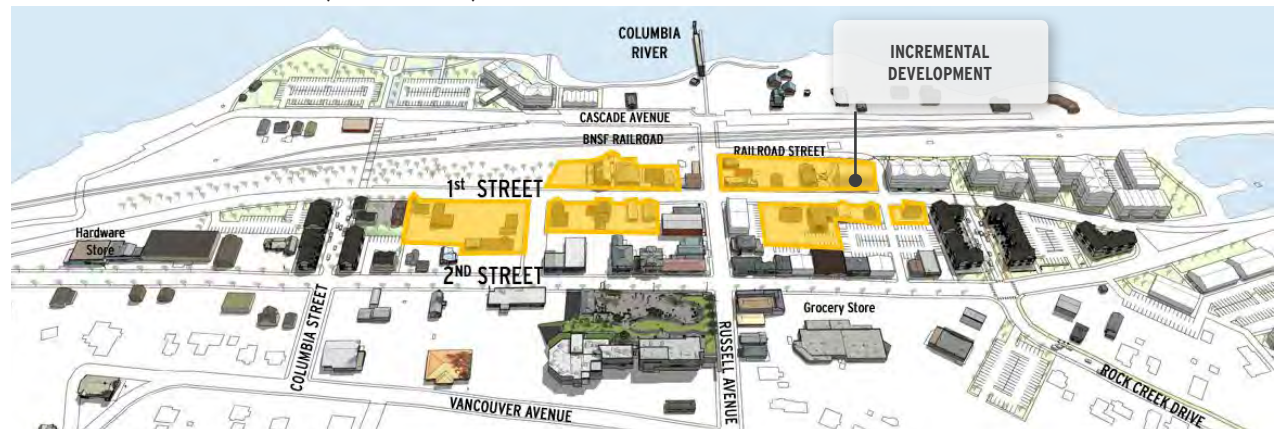 COLUMBIA
RIVER
INCREMENTAL
DEVELOPMENT
CASCADE AVENUE
BNSF RAILROAD
RAILROAD STREET
1st STREET
Hardware
Store
2ND STREET
COLUMBIA STREET
RUSSELL AVENUE
Grocery Store
ROCK CREEK DRIVE
VANCOUVER AVENUE